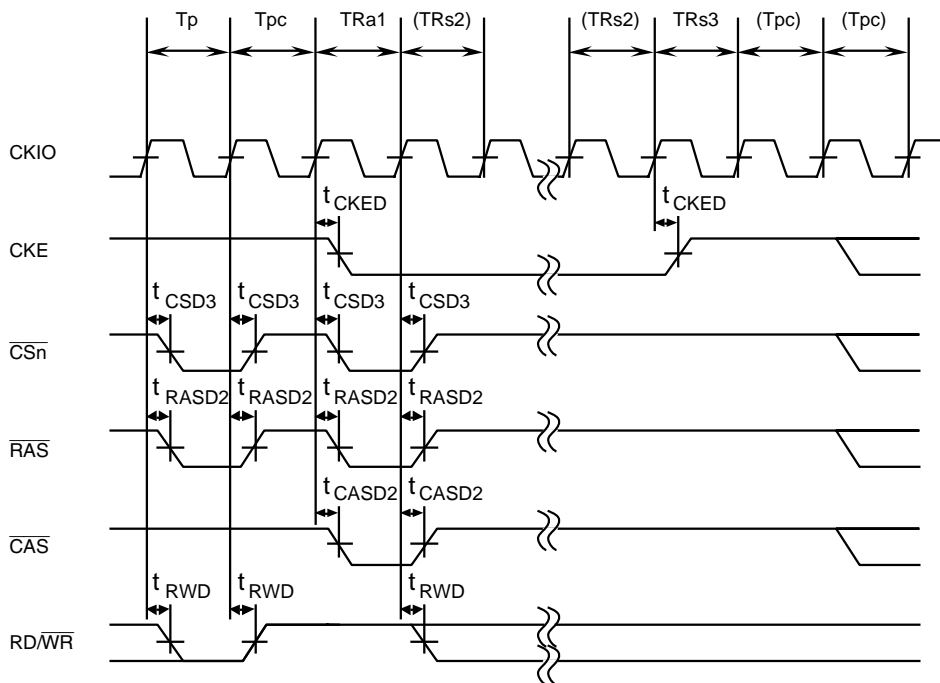 Tp Tpc TRa1 (TRs2) (TRs2) TRs3 (Tpc) (Tpc)
CKIO
tCKED tCKED
CKE
tCSD3 tCSD3 tCSD3 tCSD3
CSn
tRASD2 tRASD2 tRASD2 tRASD2
RAS
tCASD2 tCASD2
CAS
tRWD tRWD tRWD
RD/WR